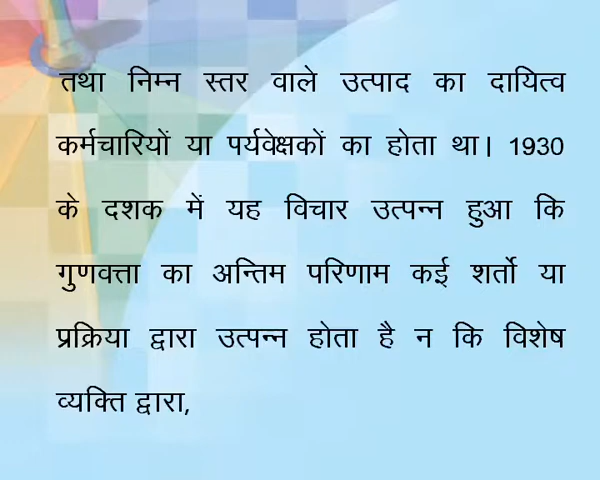 तथा निम्न स्तर वाले उत्पाद का दायित्व
कर्मचारियों या पर्यवेक्षकों का होता था। 1930
के दशक में यह विचार उत्पन्न हुआ कि
गुणवत्ता का अन्तिम परिणाम कई शर्तो या
प्रक्रिया द्वारा उत्पन्न होता है न कि विशेष
व्यक्ति द्वारा,